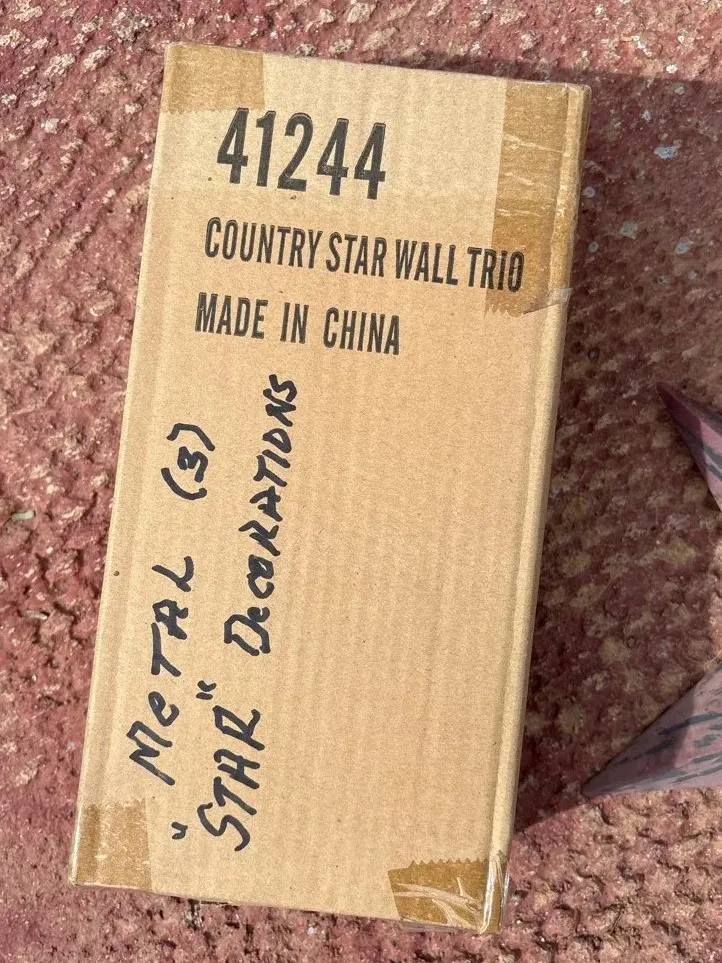 41244
COUNTRY STAR WALL TRIO
MADE IN CHINA
METAL (3)
"STAR" DECORATIONS